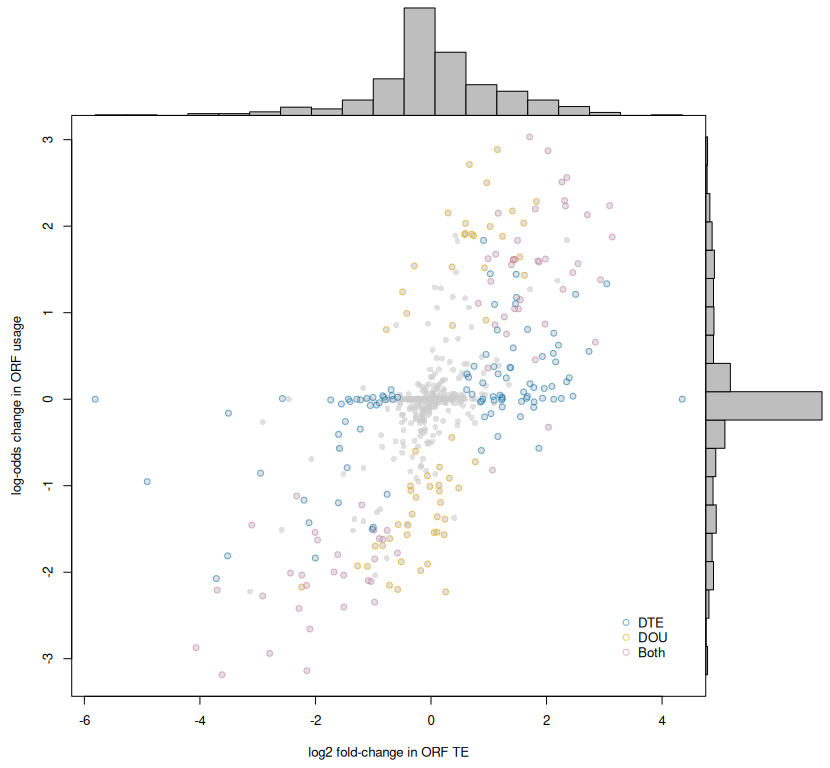 3
2
1
0
-1
-2
-3
log-odds change in ORF usage
DTE
DOU
Both
-6 -4 -2 0 2 4
log2 fold-change in ORF TE